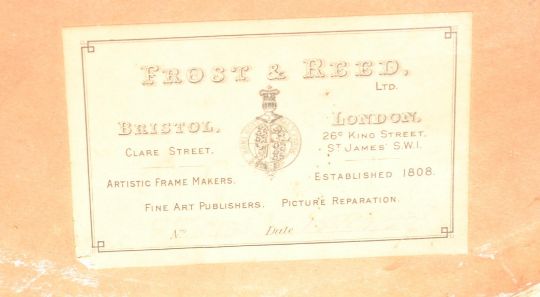 FROST & REED, LTD.
BRISTOL. LONDON.
CLARE STREET. 26C KING STREET.
ST JAMES' S.W.1.
ARTISTIC FRAME MAKERS. ESTABLISHED 1808.
FINE ART PUBLISHERS. PICTURE REPARATION.
No Date